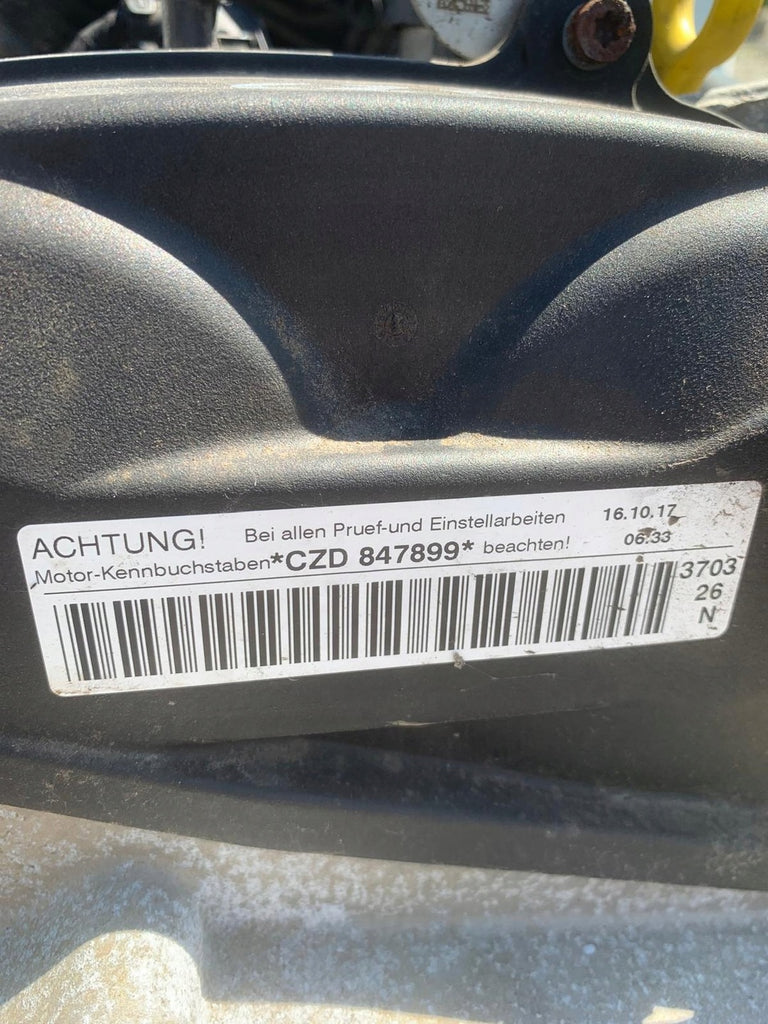 ACHTUNG! Bei allen Pruef-und Einstellarbeiten 16.10.17
Motor-Kennbuchstaben*CZD 847899* beachten! 06:33
3703
26
N